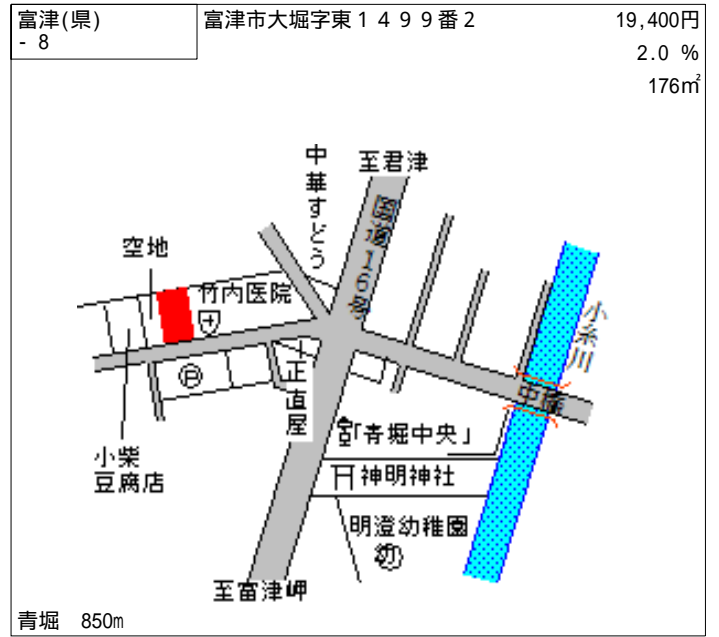 富津(県)
- 8
富津市大堀字東１４９９番２
19,400円
2.0 %
176㎡
至君津
中華すどう
国道16号
空地
竹内医院
小糸川
正直屋
中橋
「青堀中央」
小柴
豆腐店
神明神社
明澄幼稚園
幼
至富津岬
青堀 850m